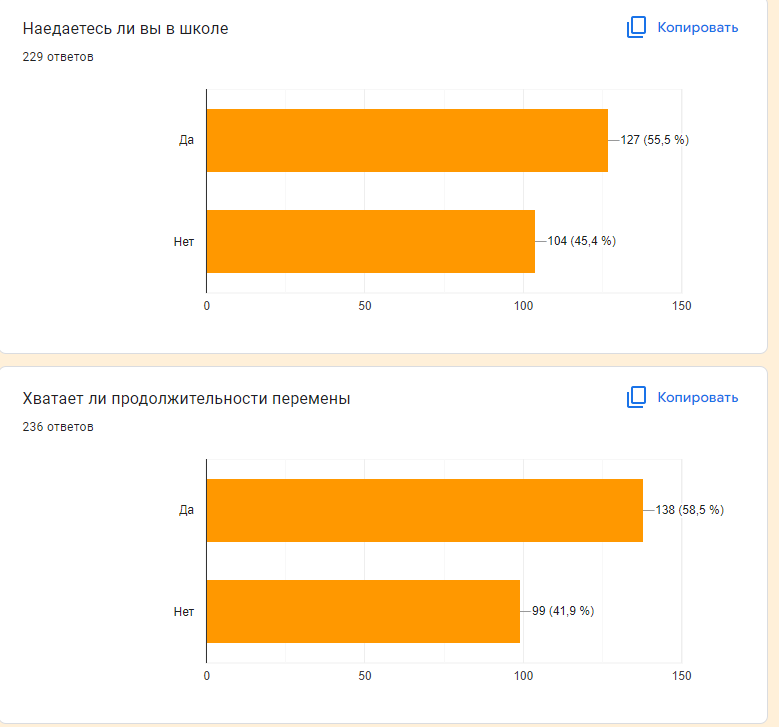 Наедаетесь ли вы в школе
Копировать
229 ответов
Да
127 (55,5 %)
Нет
104 (45,4 %)
0 50 100 150
Хватает ли продолжительности перемены
Копировать
236 ответов
Да
138 (58,5 %)
Нет
99 (41,9 %)
0 50 100 150